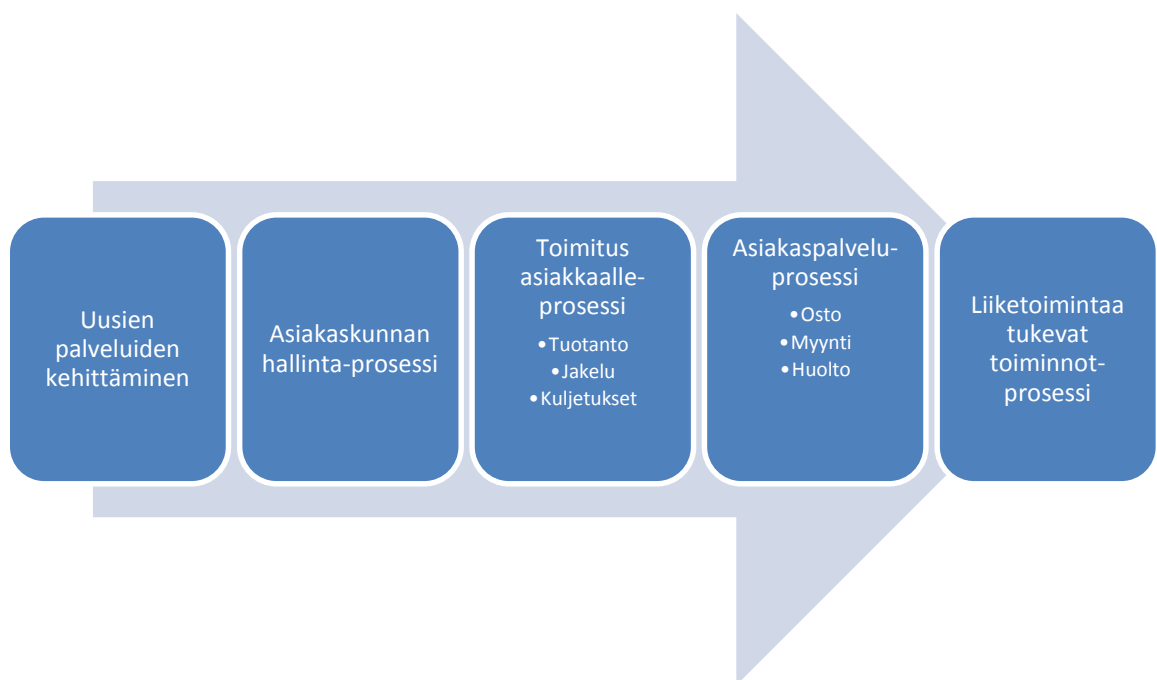 Uusien
palveluiden
kehittäminen
Asiakaskunnan
hallinta-prosessi
Toimitus
asiakkaalle-
prosessi
•Tuotanto
•Jakelu
•Kuljetukset
Asiakaspalvelu-
prosessi
•Osto
•Myynti
•Huolto
Liiketoimintaa
tukevat
toiminnot-
prosessi